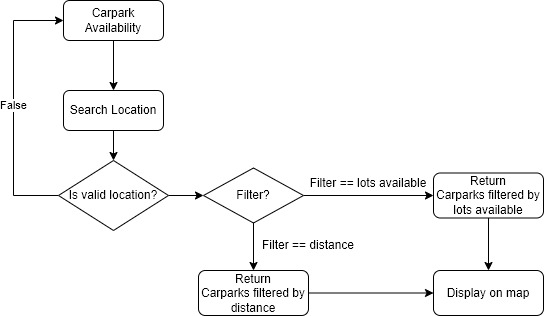 Carpark
Availability
False
Search Location
Is valid location?
Filter?
Filter == lots available
Return
Carparks filtered by
lots available
Filter == distance
Return
Carparks filtered by
distance
Display on map